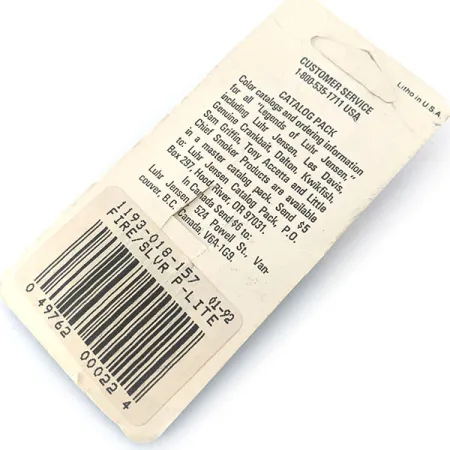 Litho in U.S.A.
CUSTOMER SERVICE
1-800-535-1711 USA
CATALOG PACK
Color catalogs and ordering information
for all "Legends of Luhr Jensen,"
including Luhr Jensen, Les Davis,
Genuine Crankbait, Dalton, Kwikfish,
Sam Griffin, Tony Accetta and Little
Chief Smoker Products are available
in a master catalog pack. Send $5
to: Luhr Jensen Catalog Pack, P.O.
Box 297, Hood River, OR 97031.
In Canada Send $6 to:
Luhr Jensen, 524 Powell St., Van-
couver, B.C. Canada, V6A-1G9.
1193-018-157 01-92
FIRE/SLVR P-LITE
0 49762 00022 4